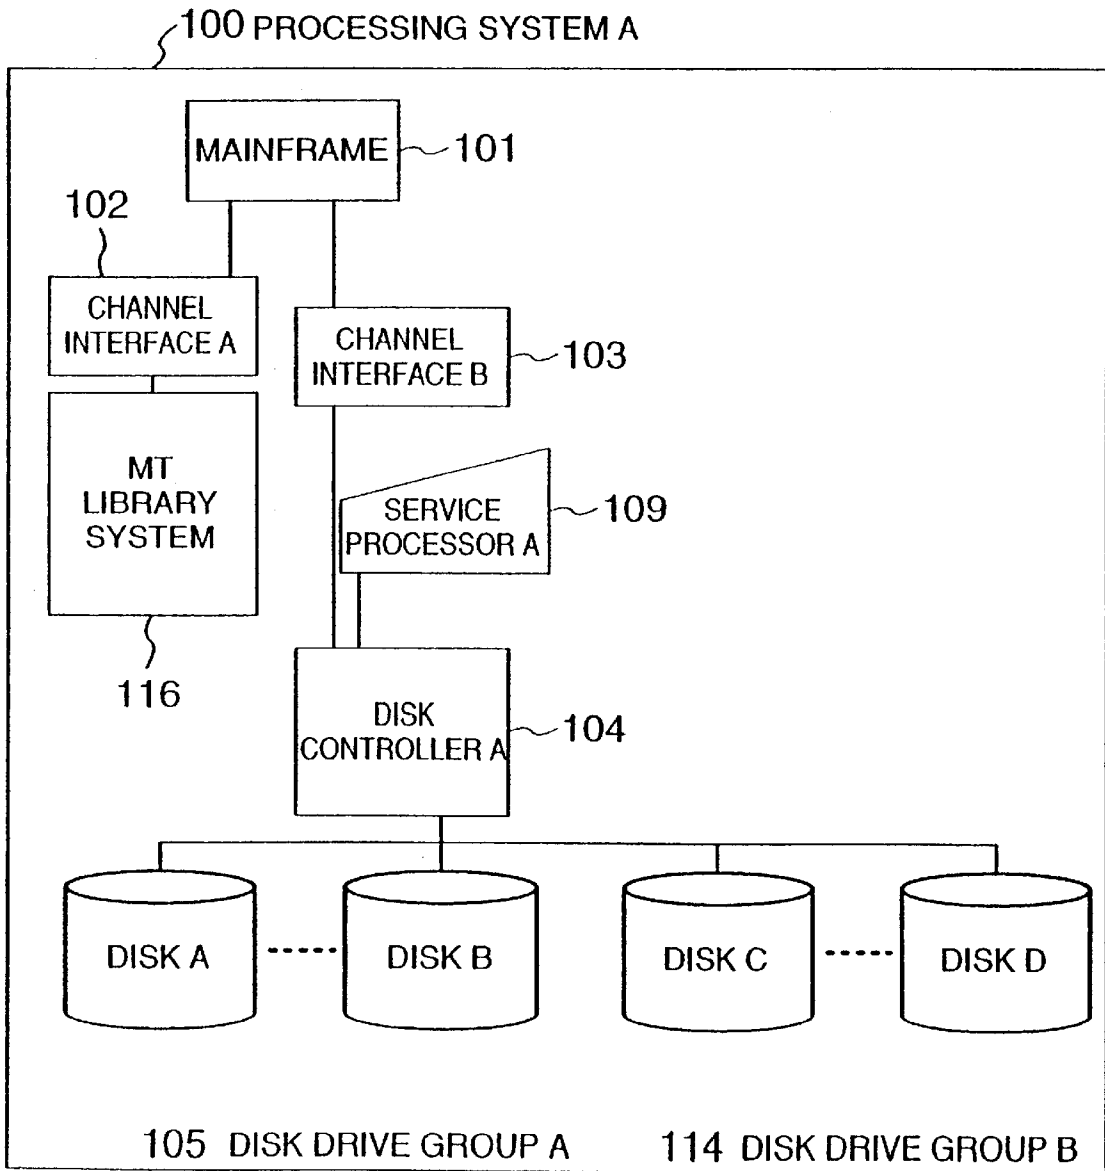 100 PROCESSING SYSTEM A
MAINFRAME
101
102
CHANNEL
INTERFACE A
CHANNEL
INTERFACE B
103
MT
LIBRARY
SYSTEM
SERVICE
PROCESSOR A
109
116
DISK
CONTROLLER A
104
DISK A
DISK B
DISK C
DISK D
105 DISK DRIVE GROUP A
114 DISK DRIVE GROUP B